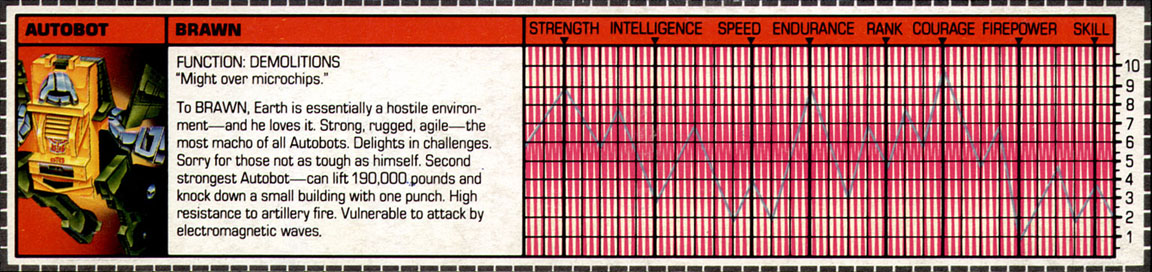 AUTOBOT
BRAWN
FUNCTION: DEMOLITIONS
“Might over microchips.”
To BRAWN, Earth is essentially a hostile environ-
ment—and he loves it. Strong, rugged, agile—the
most macho of all Autobots. Delights in challenges.
Sorry for those not as tough as himself. Second
strongest Autobot—can lift 190,000 pounds and
knock down a small building with one punch. High
resistance to artillery fire. Vulnerable to attack by
electromagnetic waves.
STRENGTH INTELLIGENCE SPEED ENDURANCE RANK COURAGE FIREPOWER SKILL
10
9
8
7
6
5
4
3
2
1